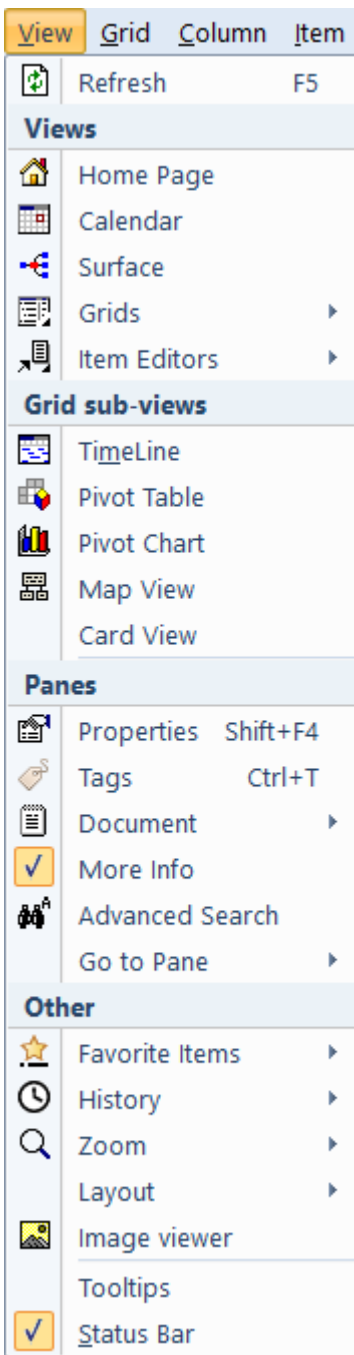 View Grid Column Item
Refresh F5
Views
Home Page
Calendar
Surface
Grids
Item Editors
Grid sub-views
TimeLine
Pivot Table
Pivot Chart
Map View
Card View
Panes
Properties Shift+F4
Tags Ctrl+T
Document
More Info
Advanced Search
Go to Pane
Other
Favorite Items
History
Zoom
Layout
Image viewer
Tooltips
Status Bar